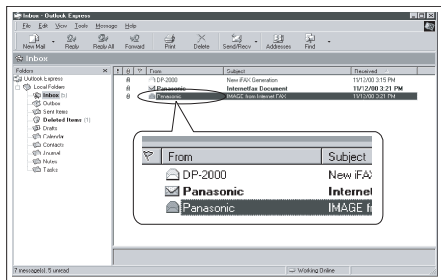 Inbox - Outlook Express
File Edit View Tools Message Help
New Mail Reply Reply All Forward Print Delete Send/Recv Addresses Find
Inbox
Folders
From Subject Received
Outlook Express
Local Folders
Inbox (5)
Outbox
Sent Items
Deleted Items (1)
Drafts
Calendar
Contacts
Journal
Notes
Tasks
DP-2000 New iFAX Generation 11/12/00 3:15 PM
Panasonic Internetfax Document 11/12/00 3:21 PM
Panasonic IMAGE from Internet FAX 11/12/00 3:21 PM
From Subject
DP-2000 New iFAX
Panasonic Internet
Panasonic IMAGE fr
7 message(s), 5 unread
Working Online